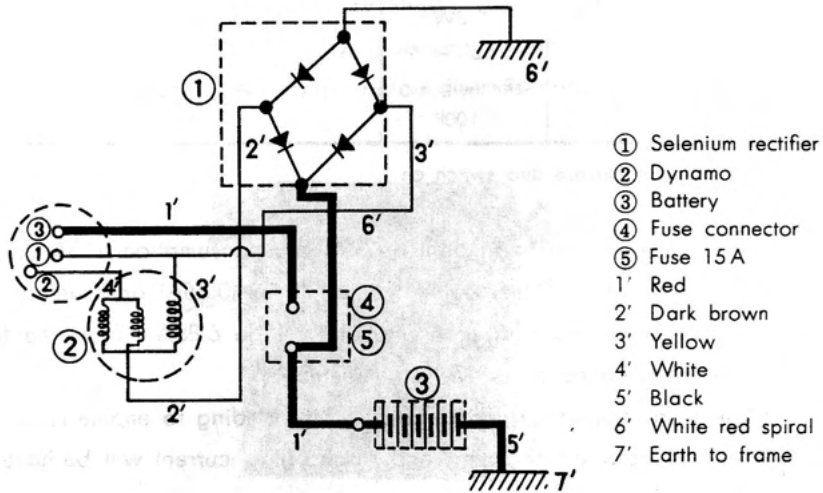 6'
①
2'
3'
6'
1'
③
①
②
4'
3'
②
2'
④
⑤
③
1'
5'
7'
① Selenium rectifier
② Dynamo
③ Battery
④ Fuse connector
⑤ Fuse 15 A
1' Red
2' Dark brown
3' Yellow
4' White
5' Black
6' White red spiral
7' Earth to frame